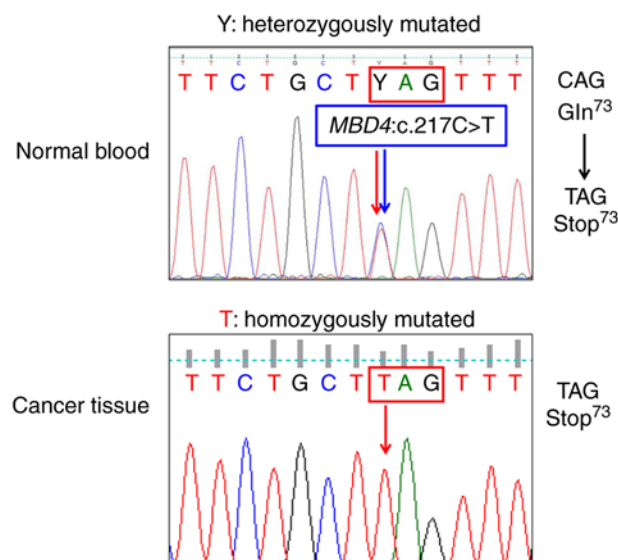 Y: heterozygously mutated
T T C T G C T Y A G T T T
T T C T G C T Y A G T T T
CAG
Gln73
MBD4:c.217C>T
Normal blood
TAG
Stop73
T: homozygously mutated
T T C T G C T T A G T T T
Cancer tissue
TAG
Stop73